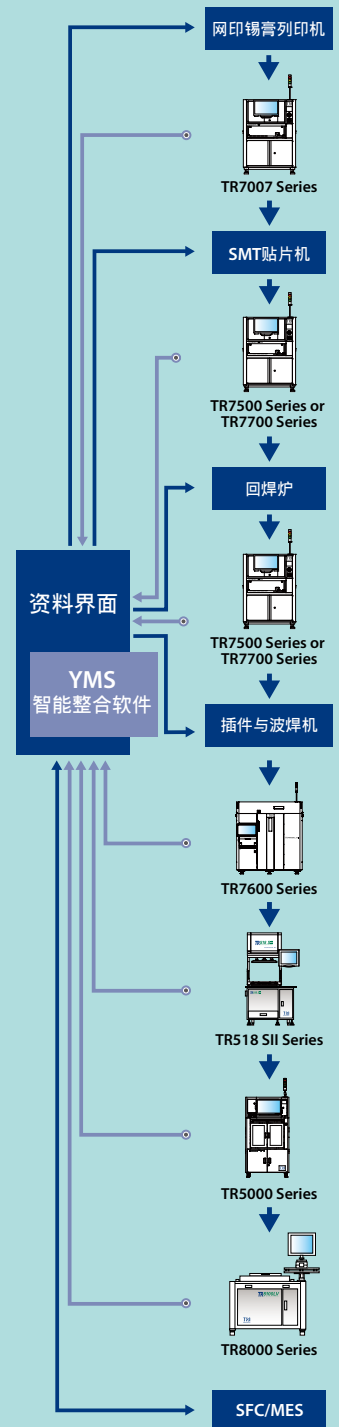 网印锡膏列印机
TR7007 Series
SMT贴片机
TR7500 Series or
TR7700 Series
回焊炉
资料界面
TR7500 Series or
TR7700 Series
YMS
智能整合软件
插件与波焊机
TR7600 Series
TR518 SII Series
TR5000 Series
TR8000 Series
SFC/MES